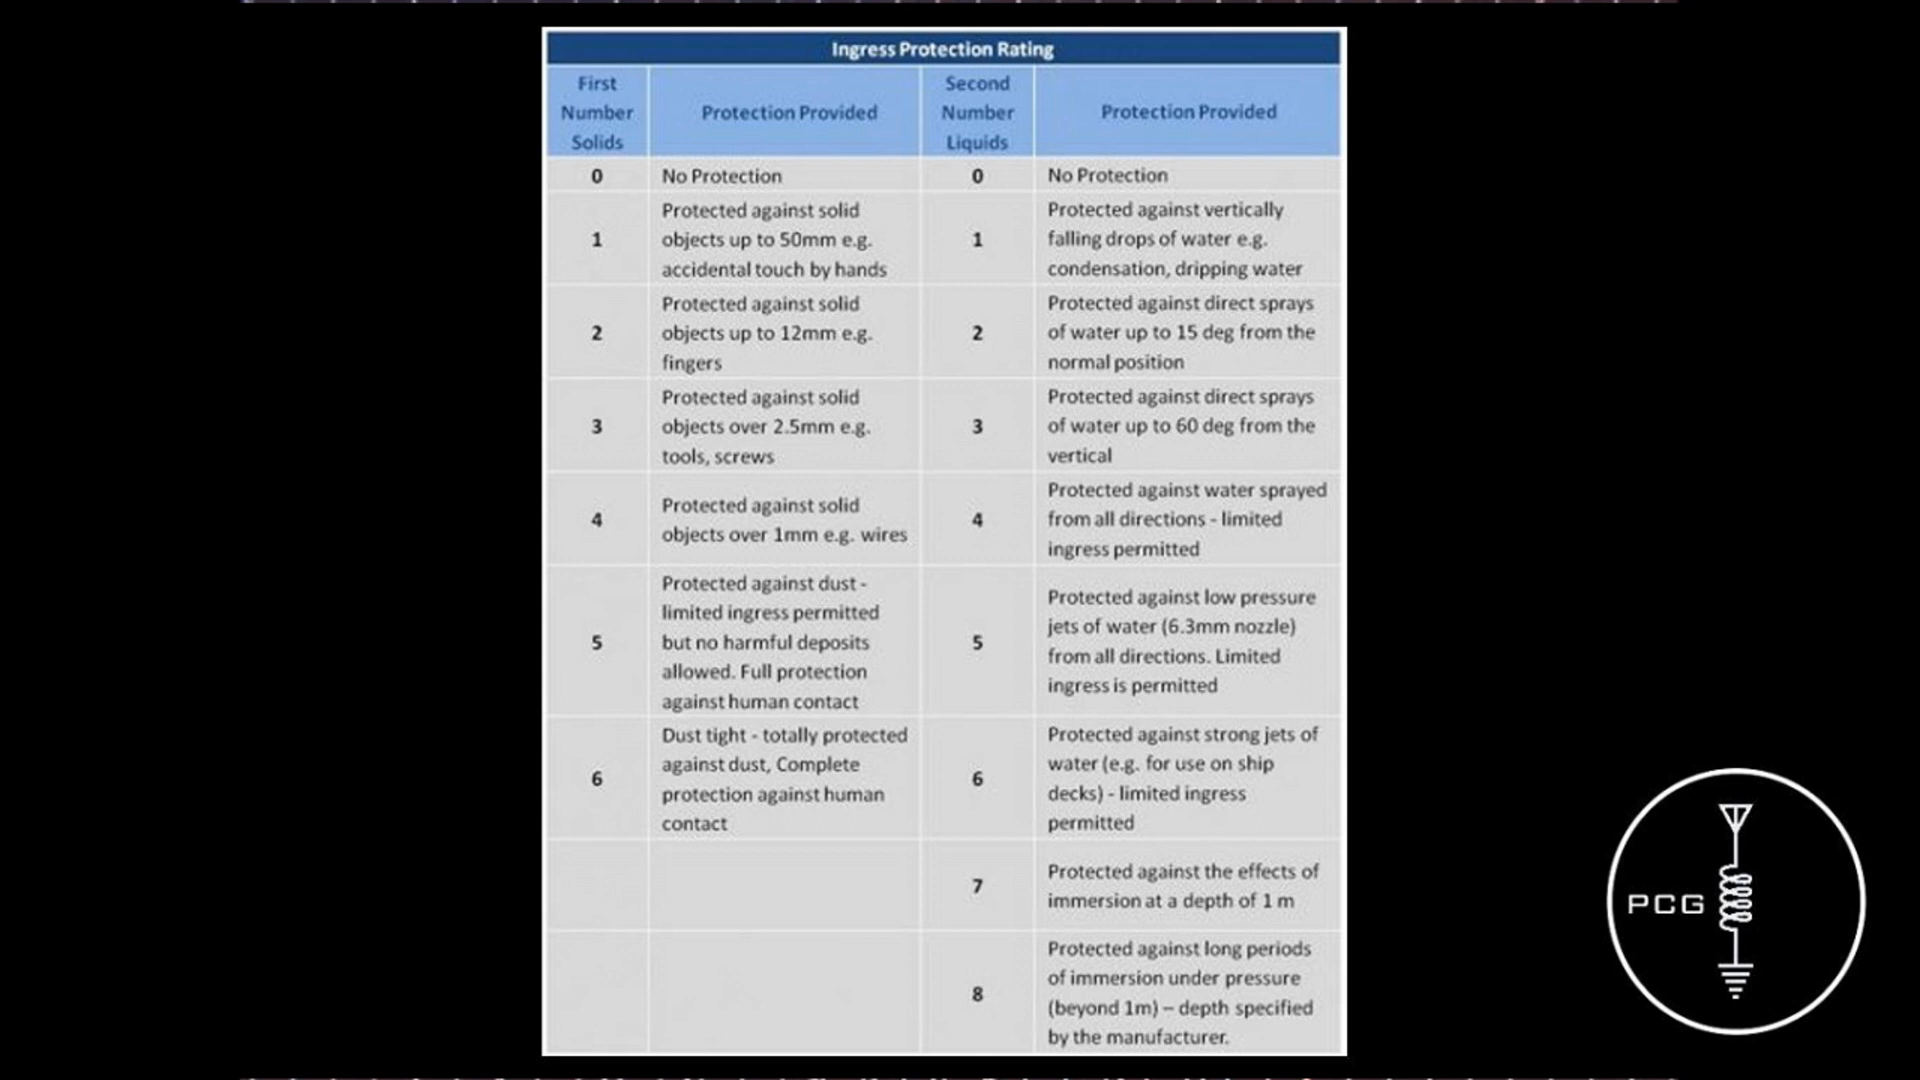 Ingress Protection Rating
First
Number
Solids
Protection Provided
Second
Number
Liquids
Protection Provided
0
No Protection
0
No Protection
1
Protected against solid
objects up to 50mm e.g.
accidental touch by hands
1
Protected against vertically
falling drops of water e.g.
condensation, dripping water
2
Protected against solid
objects up to 12mm e.g.
fingers
2
Protected against direct sprays
of water up to 15 deg from the
normal position
3
Protected against solid
objects over 2.5mm e.g.
tools, screws
3
Protected against direct sprays
of water up to 60 deg from the
vertical
4
Protected against solid
objects over 1mm e.g. wires
4
Protected against water sprayed
from all directions - limited
ingress permitted
5
Protected against dust -
limited ingress permitted
but no harmful deposits
allowed. Full protection
against human contact
5
Protected against low pressure
jets of water (6.3mm nozzle)
from all directions. Limited
ingress is permitted
6
Dust tight - totally protected
against dust, Complete
protection against human
contact
6
Protected against strong jets of
water (e.g. for use on ship
decks) - limited ingress
permitted
7
Protected against the effects of
immersion at a depth of 1 m
8
Protected against long periods
of immersion under pressure
(beyond 1m) – depth specified
by the manufacturer.
PCG